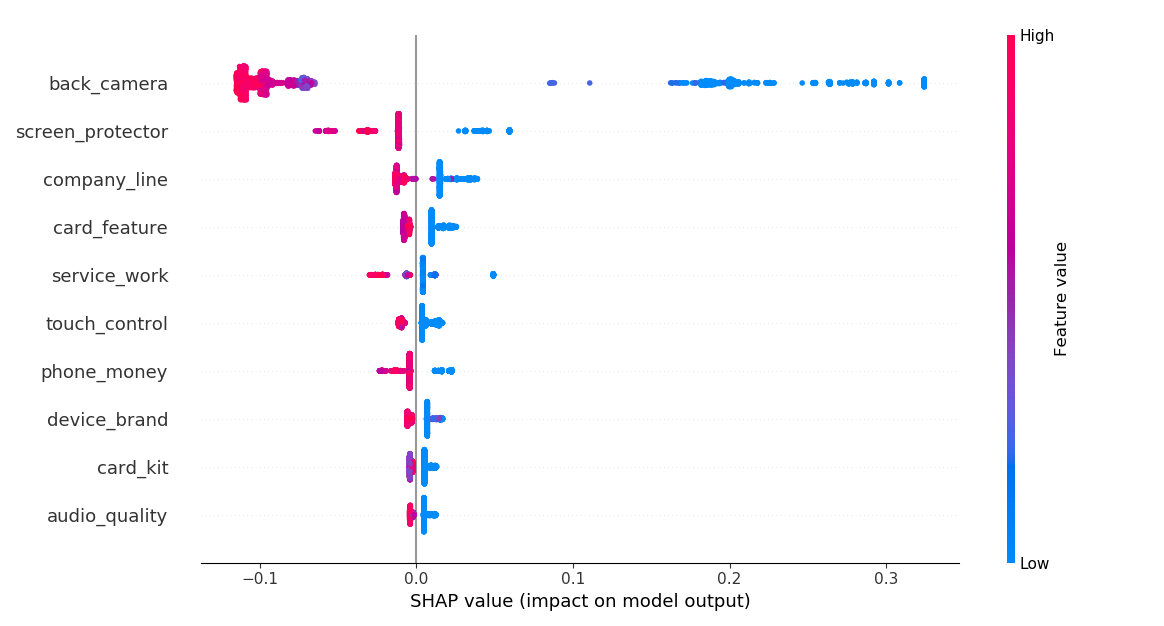 High
back_camera
screen_protector
company_line
card_feature
service_work
touch_control
phone_money
device_brand
card_kit
audio_quality
Feature value
Low
−0.1 0.0 0.1 0.2 0.3
SHAP value (impact on model output)